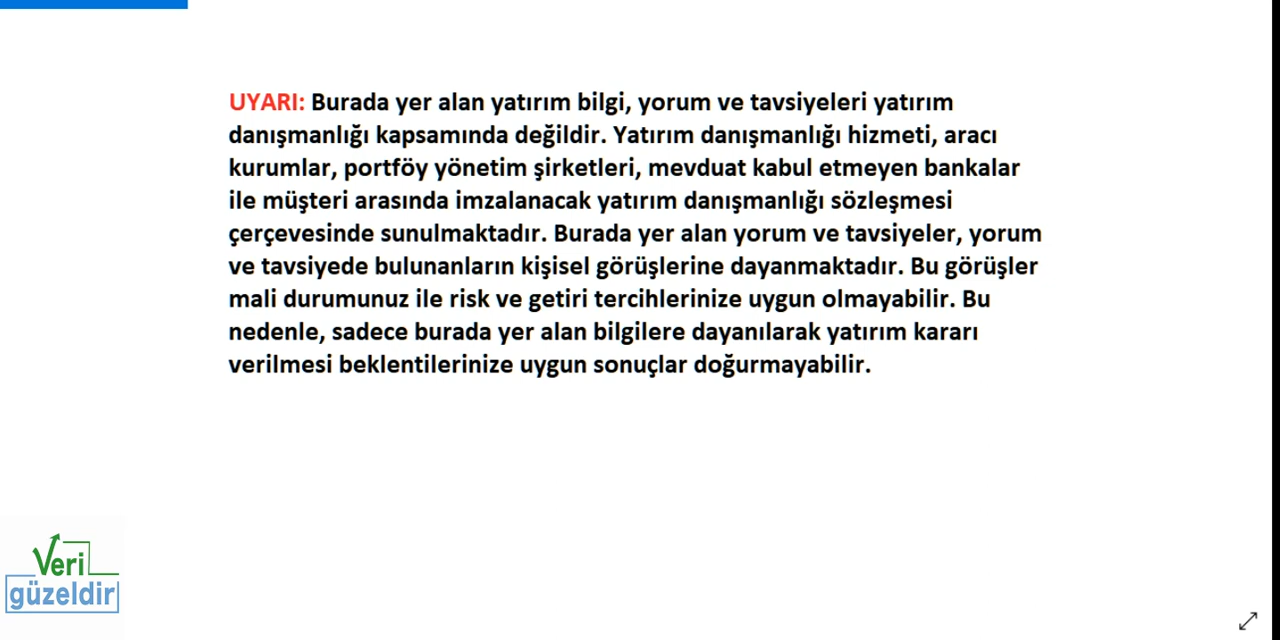 UYARI: Burada yer alan yatırım bilgi, yorum ve tavsiyeleri yatırım
danışmanlığı kapsamında değildir. Yatırım danışmanlığı hizmeti, aracı
kurumlar, portföy yönetim şirketleri, mevduat kabul etmeyen bankalar
ile müşteri arasında imzalanacak yatırım danışmanlığı sözleşmesi
çerçevesinde sunulmaktadır. Burada yer alan yorum ve tavsiyeler, yorum
ve tavsiyede bulunanların kişisel görüşlerine dayanmaktadır. Bu görüşler
mali durumunuz ile risk ve getiri tercihlerinize uygun olmayabilir. Bu
nedenle, sadece burada yer alan bilgilere dayanılarak yatırım kararı
verilmesi beklentilerinize uygun sonuçlar doğurmayabilir.
Veri
güzeldir